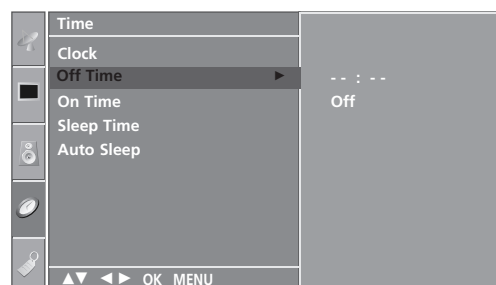 Time
Clock
Off Time ► -- : --
On Time Off
Sleep Time
Auto Sleep
▲▼ ◄► OK MENU